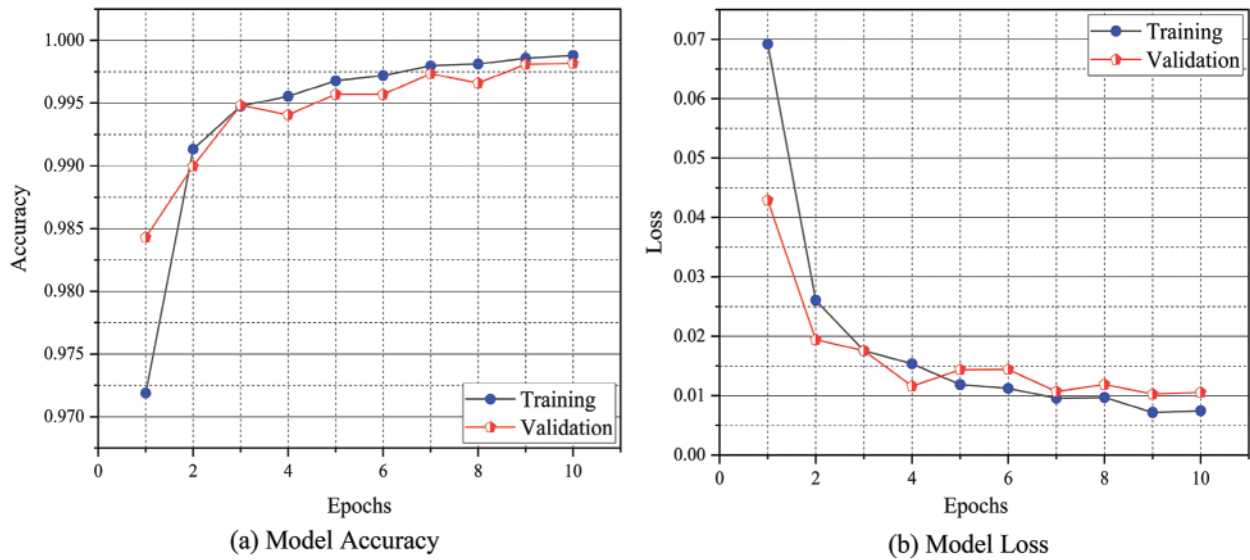 1.000
0.995
0.990
0.985
0.980
0.975
0.970
Accuracy
Training
Validation
0 2 4 6 8 10
Epochs
(a) Model Accuracy
0.07
0.06
0.05
0.04
0.03
0.02
0.01
0.00
Loss
Training
Validation
0 2 4 6 8 10
Epochs
(b) Model Loss